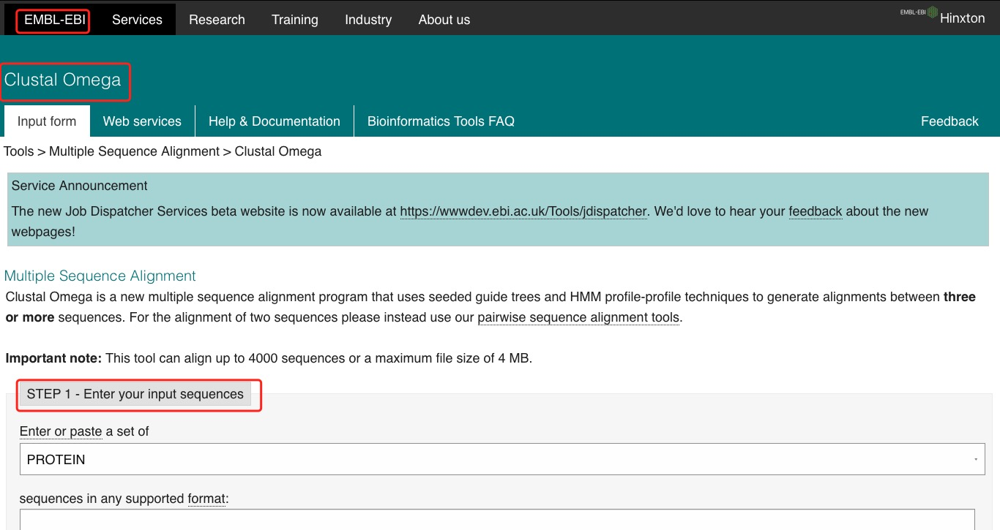 EMBL-EBI Services Research Training Industry About us EMBL-EBI Hinxton
Clustal Omega
Input form Web services Help & Documentation Bioinformatics Tools FAQ Feedback
Tools > Multiple Sequence Alignment > Clustal Omega
Service Announcement
The new Job Dispatcher Services beta website is now available at https://wwwdev.ebi.ac.uk/Tools/jdispatcher. We'd love to hear your feedback about the new
webpages!
Multiple Sequence Alignment
Clustal Omega is a new multiple sequence alignment program that uses seeded guide trees and HMM profile-profile techniques to generate alignments between three
or more sequences. For the alignment of two sequences please instead use our pairwise sequence alignment tools.
Important note: This tool can align up to 4000 sequences or a maximum file size of 4 MB.
STEP 1 - Enter your input sequences
Enter or paste a set of
PROTEIN
sequences in any supported format: